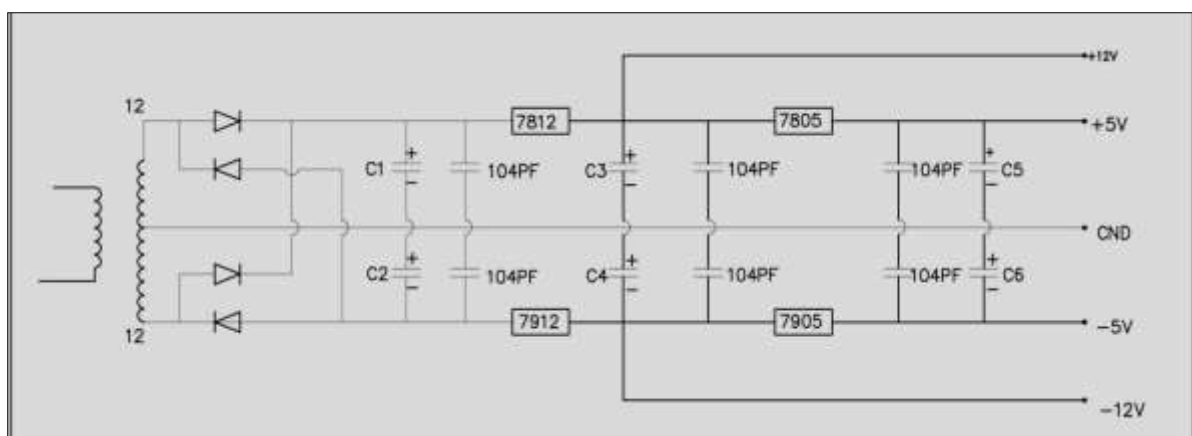 +12V
12
7812
7805
+5V
C1
104PF
C3
104PF
104PF
C5
CND
C2
104PF
C4
104PF
104PF
C6
12
7912
7905
-5V
-12V